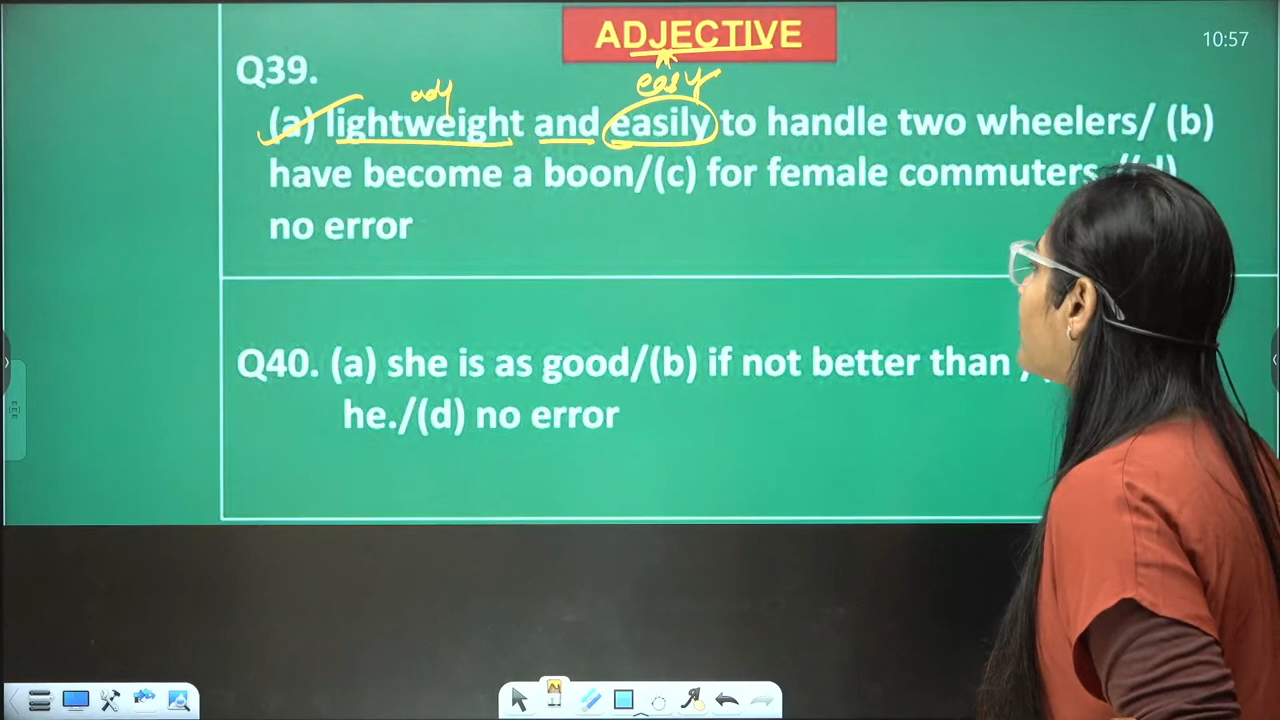 ADJECTIVE
10:57
Q39.
easy
adj
(a) lightweight and easily to handle two wheelers/ (b)
have become a boon/(c) for female commuters. /(d)
no error
Q40. (a) she is as good/(b) if not better than /
he./(d) no error